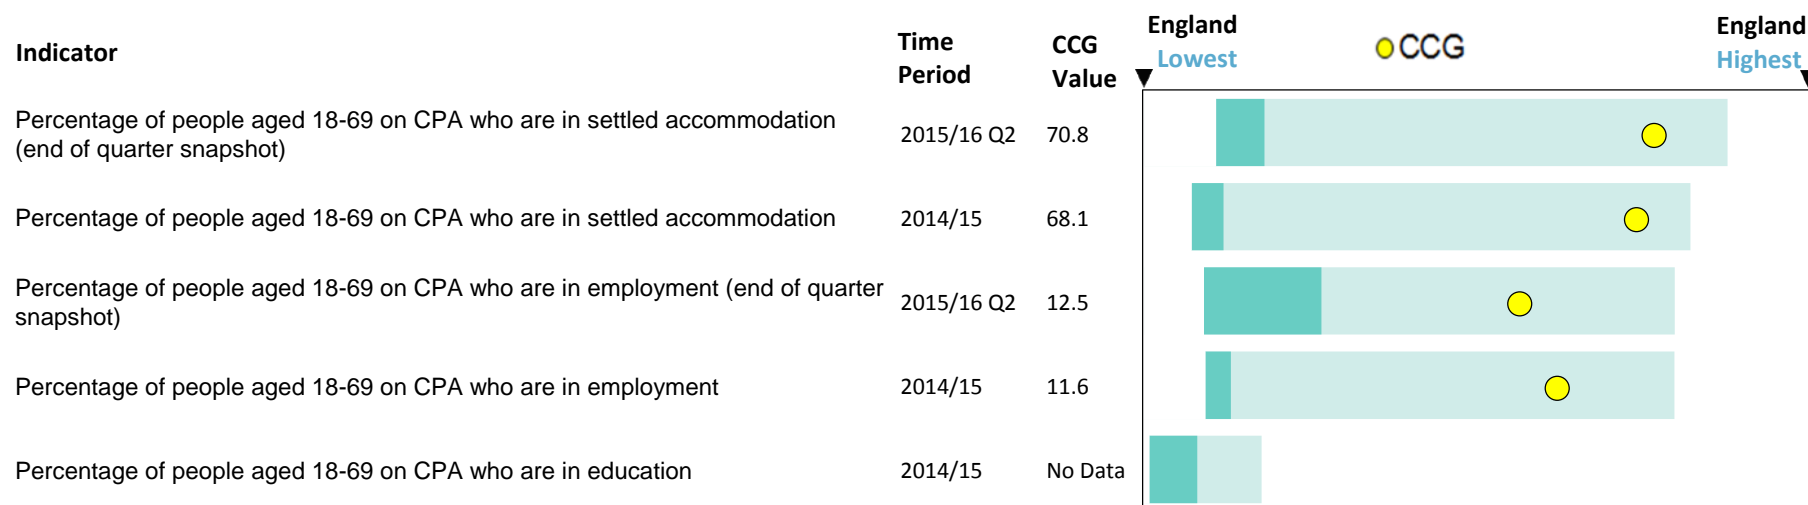 Indicator
Time
Period
CCG
Value
England
Lowest
CCG
England
Highest
Percentage of people aged 18-69 on CPA who are in settled accommodation
(end of quarter snapshot)
2015/16 Q2
70.8
Percentage of people aged 18-69 on CPA who are in settled accommodation
2014/15
68.1
Percentage of people aged 18-69 on CPA who are in employment (end of quarter
snapshot)
2015/16 Q2
12.5
Percentage of people aged 18-69 on CPA who are in employment
2014/15
11.6
Percentage of people aged 18-69 on CPA who are in education
2014/15
No Data